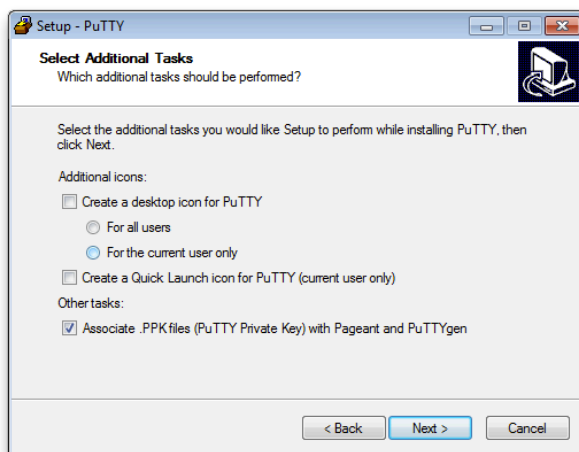 Setup - PuTTY
Select Additional Tasks
Which additional tasks should be performed?
Select the additional tasks you would like Setup to perform while installing PuTTY, then
click Next.
Additional icons:
Create a desktop icon for PuTTY
For all users
For the current user only
Create a Quick Launch icon for PuTTY (current user only)
Other tasks:
Associate .PPK files (PuTTY Private Key) with Pageant and PuTTYgen
< Back
Next >
Cancel